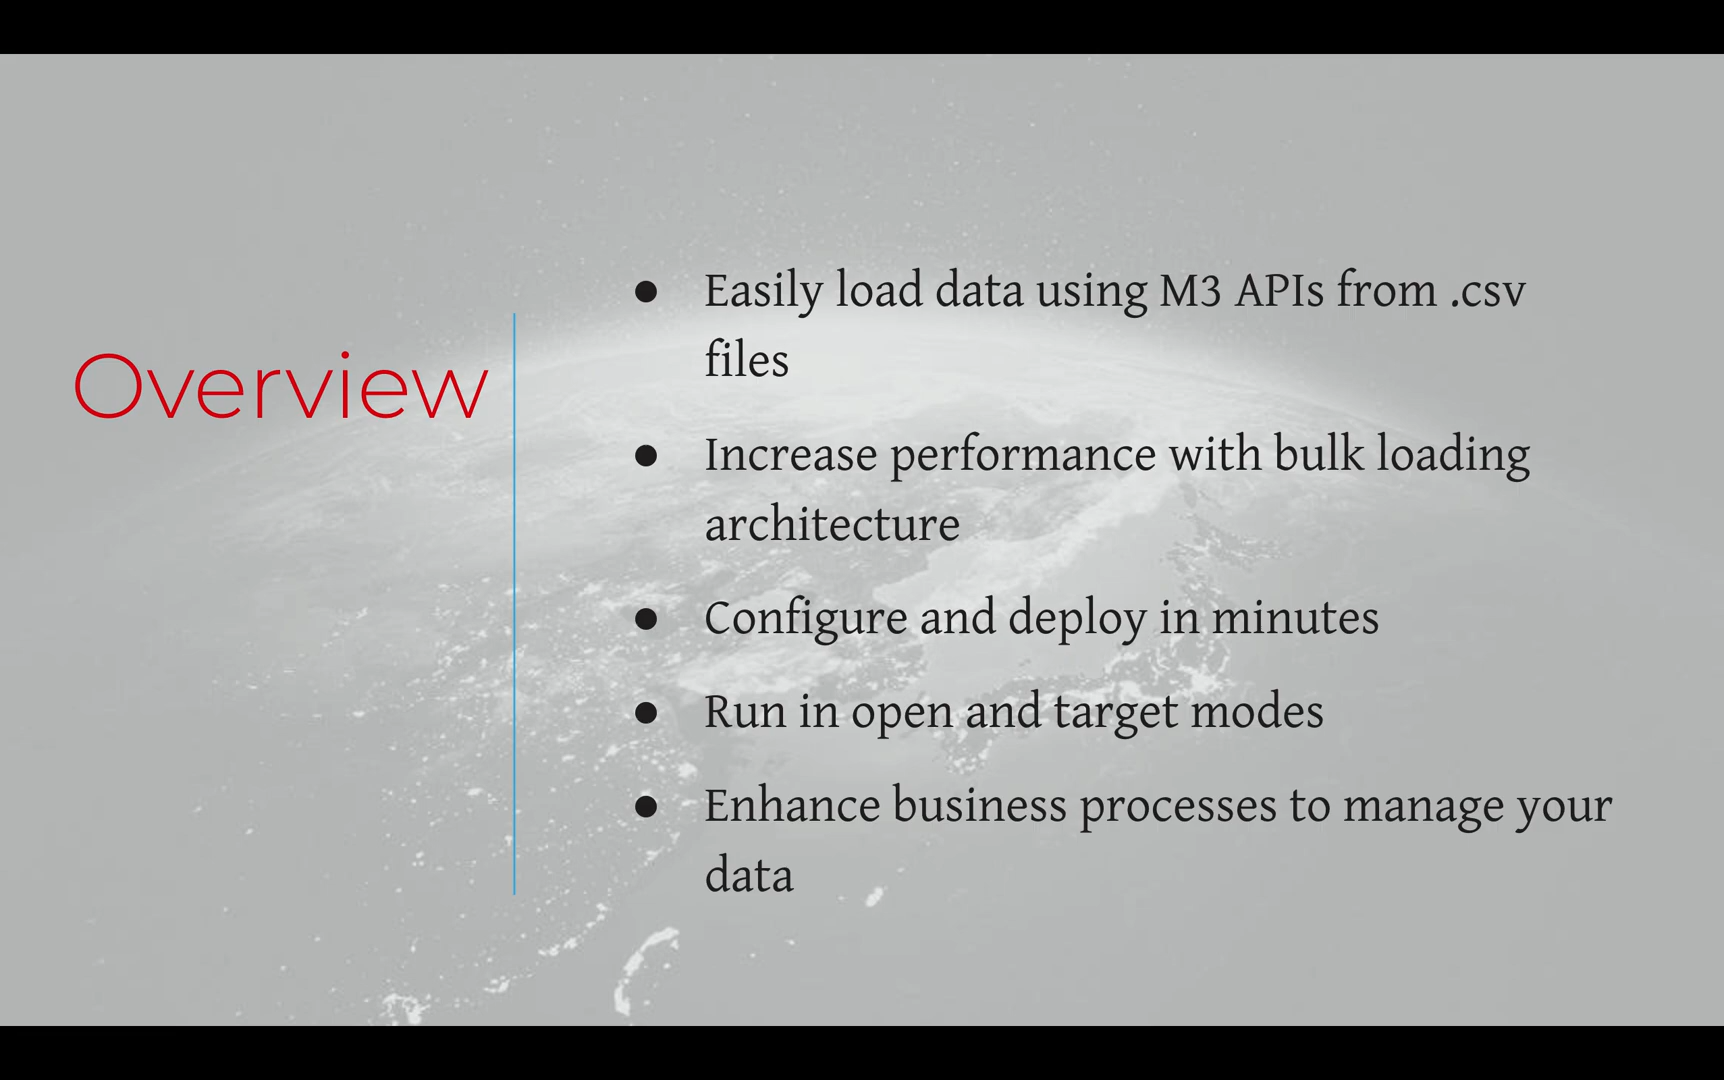 Overview
● Easily load data using M3 APIs from .csv
files
● Increase performance with bulk loading
architecture
● Configure and deploy in minutes
● Run in open and target modes
● Enhance business processes to manage your
data